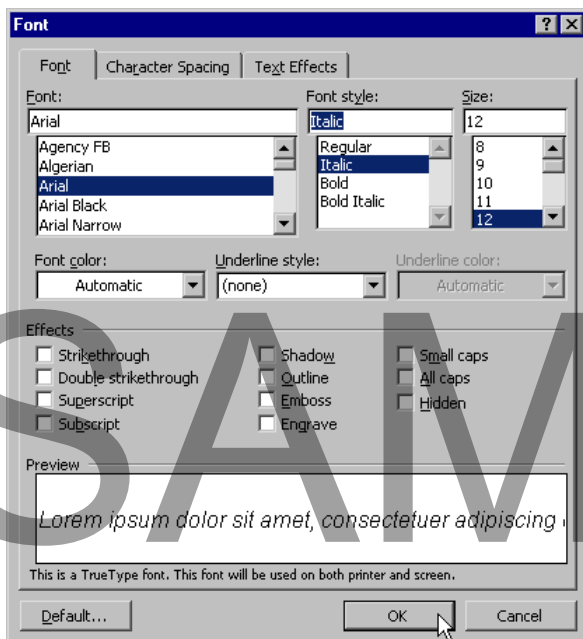 Font
Font Character Spacing Text Effects
Font: Font style: Size:
Arial Italic 12
Agency FB Regular 8
Algerian Italic 9
Arial Bold 10
Arial Black Bold Italic 11
Arial Narrow 12
Font color: Underline style: Underline color:
Automatic (none) Automatic
Effects
Strikethrough Shadow Small caps
Double strikethrough Outline All caps
Superscript Emboss Hidden
Subscript Engrave
Preview
Lorem ipsum dolor sit amet, consectetuer adipiscing
This is a TrueType font. This font will be used on both printer and screen.
Default... OK Cancel
SAM